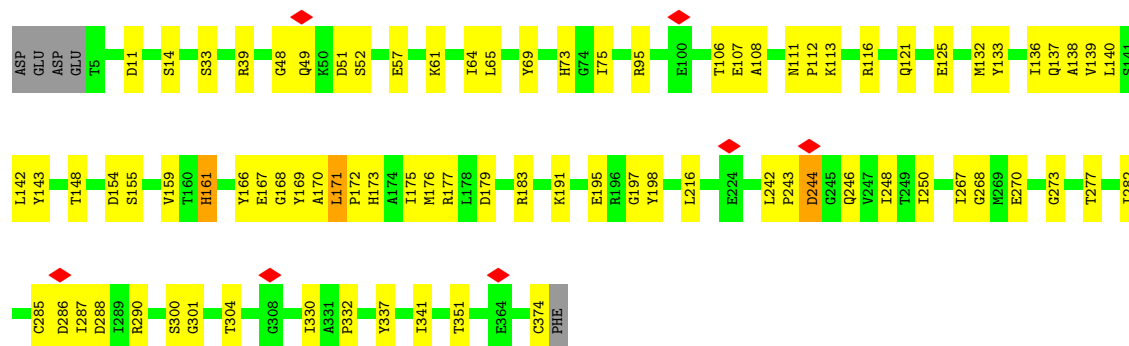 ASP GLU ASP GLU T5 D11 S14 S33 R39 G48 Q49 K50 D51 S52 E57 K61 I64 L65 Y69 H73 G74 I75 R95 E100 T106 E107 A108 N111 P112 K113 R116 Q121 E125 M132 Y133 I136 Q137 A138 V139 L140 S141
L142 Y143 T148 D154 S155 V159 T160 H161 Y166 E167 G168 Y169 A170 L171 P172 H173 A174 I175 M176 R177 L178 D179 R183 K191 E195 R196 G197 Y198 L216 E224 L242 P243 D244 G245 Q246 V247 I248 T249 I250 I267 G268 M269 E270 G273 T277 I282
C285 D286 I287 D288 I289 R290 S300 G301 T304 G308 I330 A331 P332 Y337 I341 T351 E364 C374 PHE